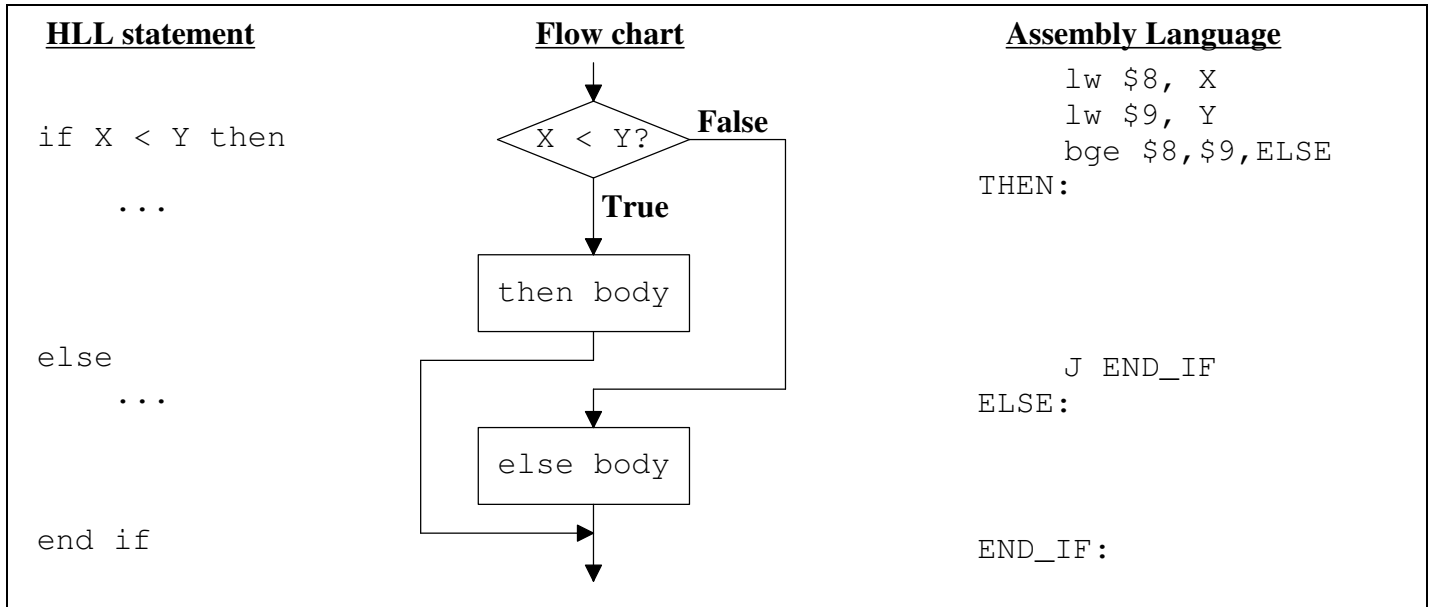 HLL statement
if X < Y then
...
else
...
end if
Flow chart
X < Y?
False
True
then body
else body
Assembly Language
lw $8, X
lw $9, Y
bge $8,$9,ELSE
THEN:
J END_IF
ELSE:
END_IF: